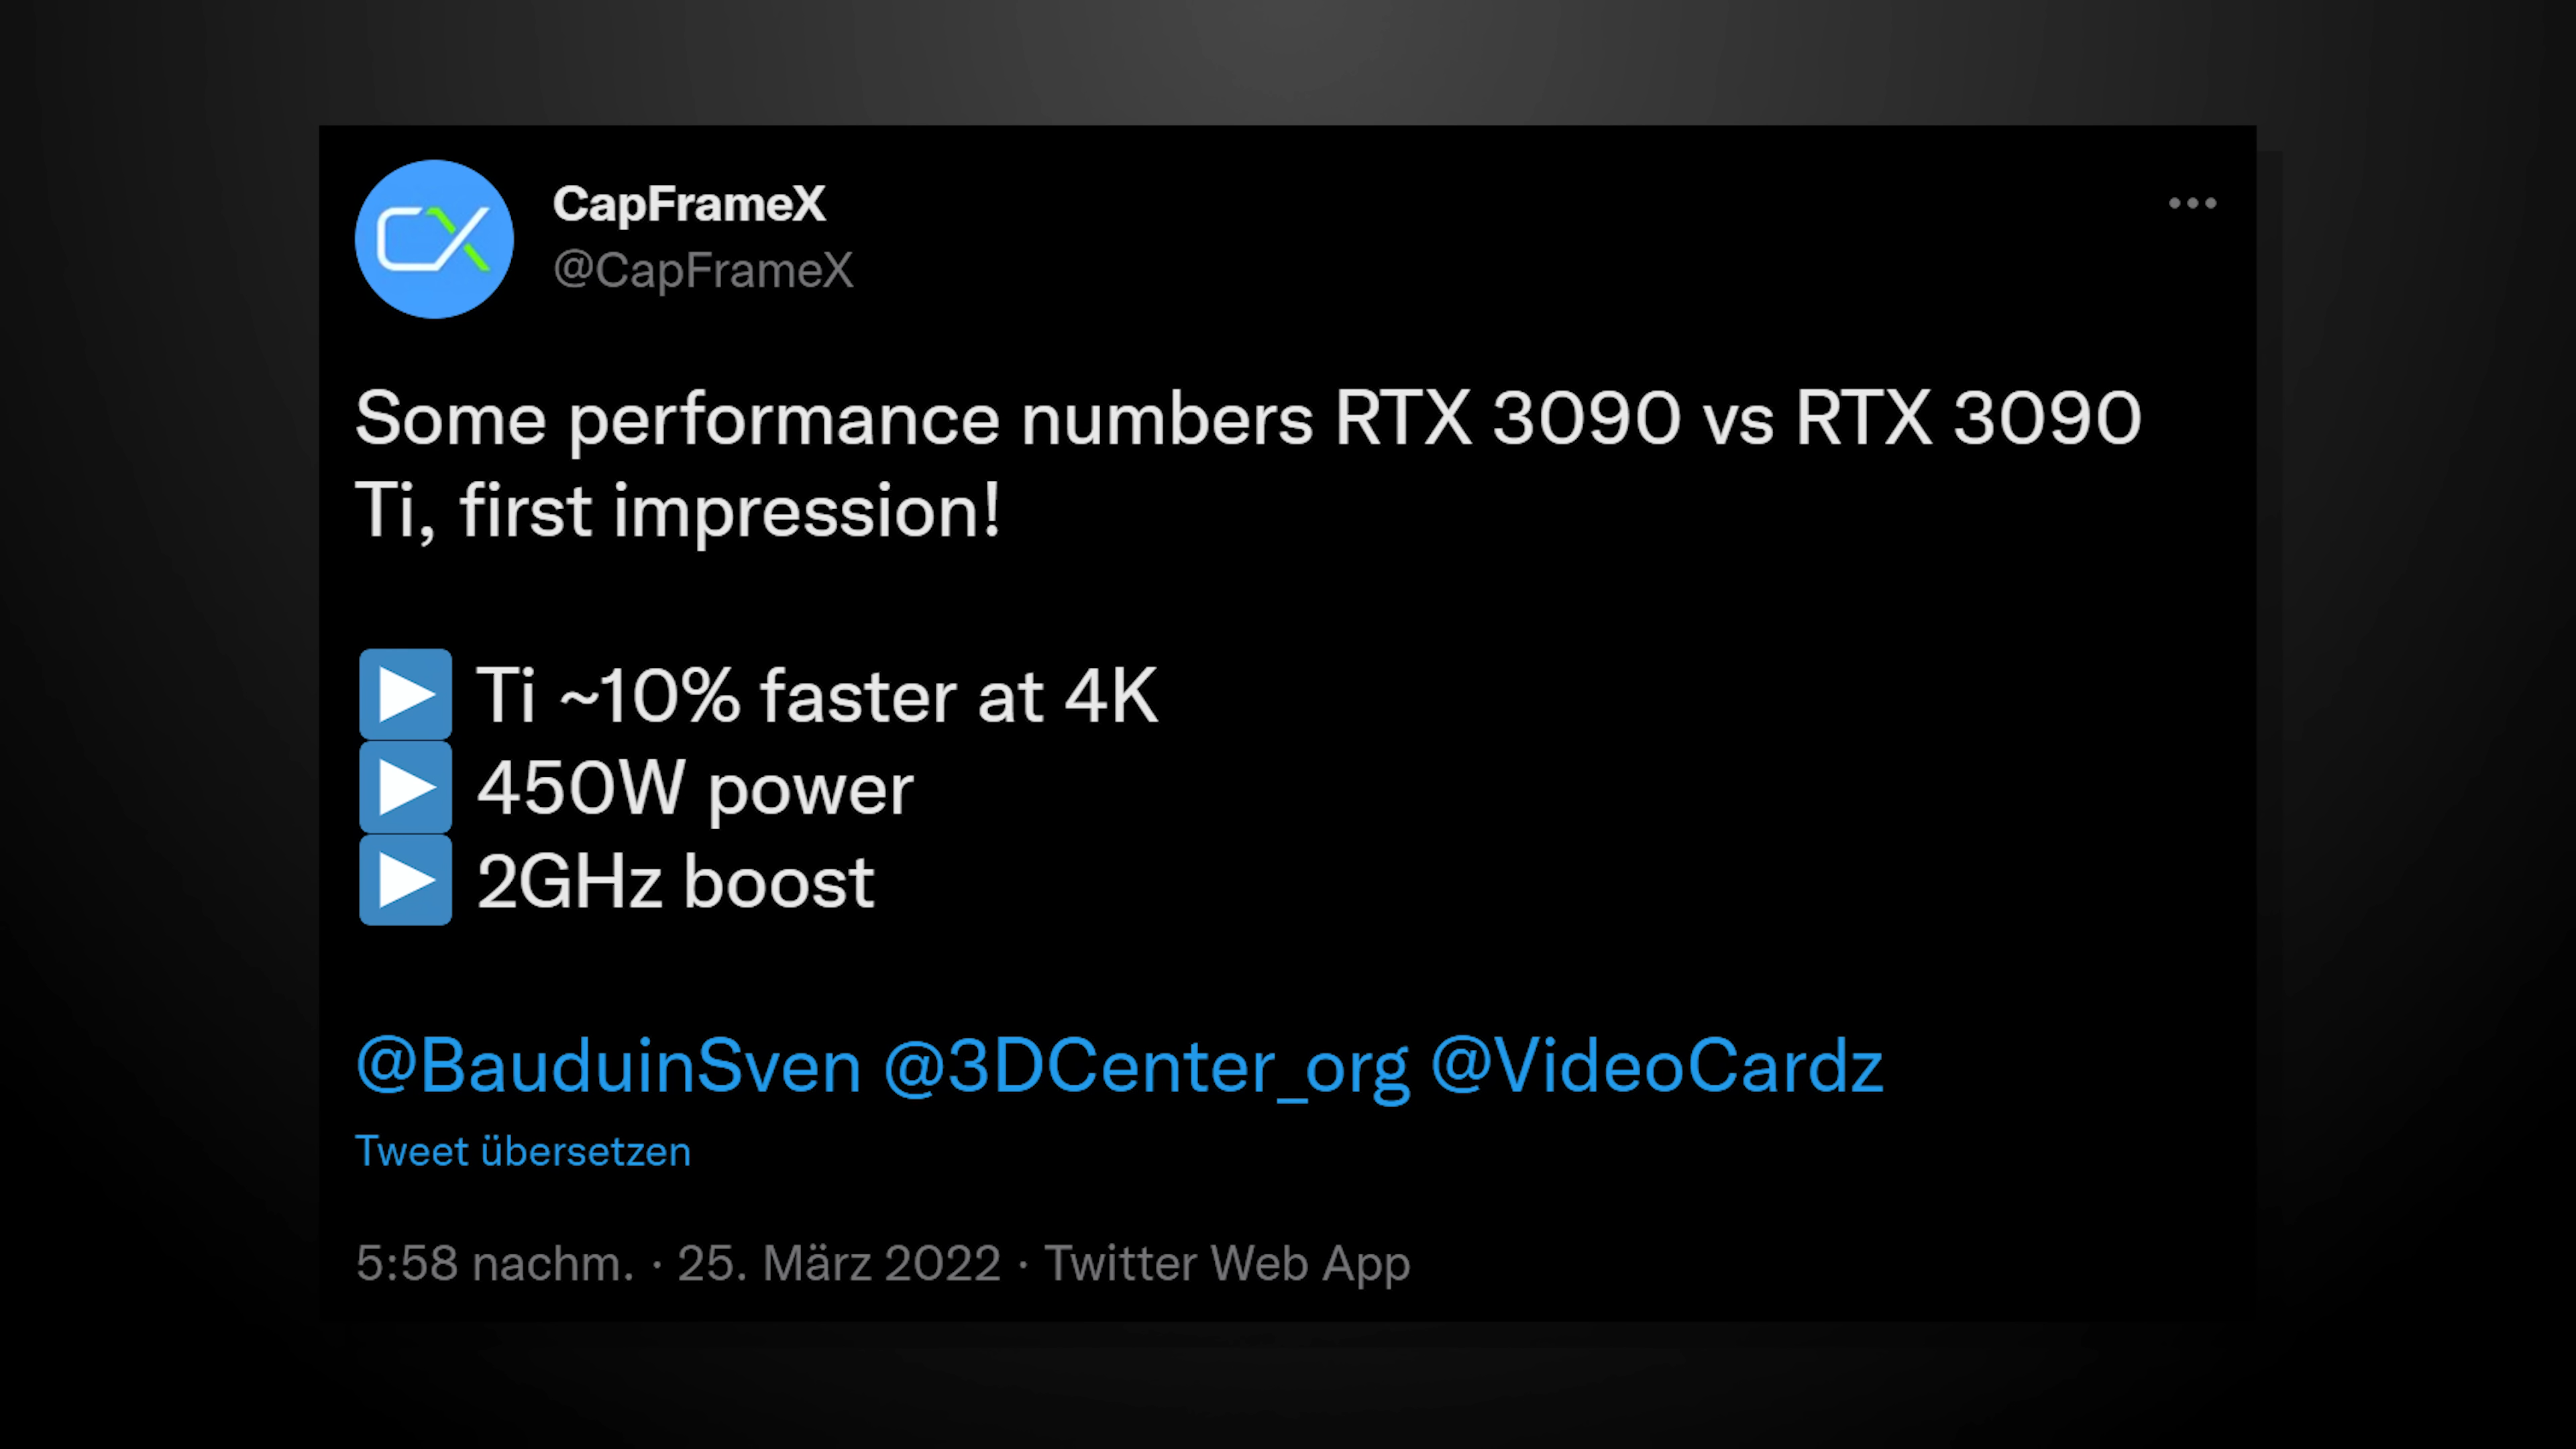 CX
CapFrameX
@CapFrameX
Some performance numbers RTX 3090 vs RTX 3090
Ti, first impression!
Ti ~10% faster at 4K
450W power
2GHz boost
@BauduinSven @3DCenter_org @VideoCardz
Tweet übersetzen
5:58 nachm. · 25. März 2022 · Twitter Web App